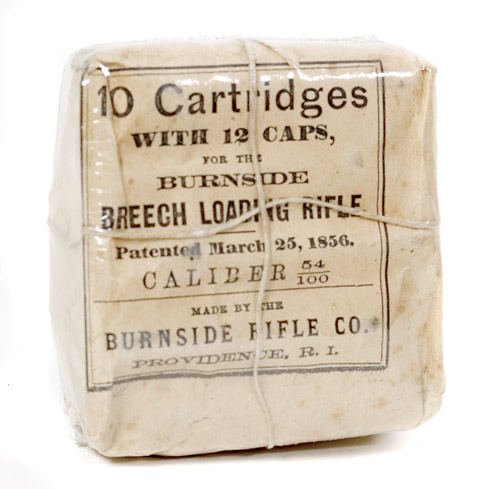 10 Cartridges
WITH 12 CAPS,
FOR THE
BURNSIDE
BREECH LOADING RIFLE
Patented March 25, 1856.
CALIBER 54/100
MADE BY THE
BURNSIDE RIFLE CO.
PROVIDENCE, R. I.